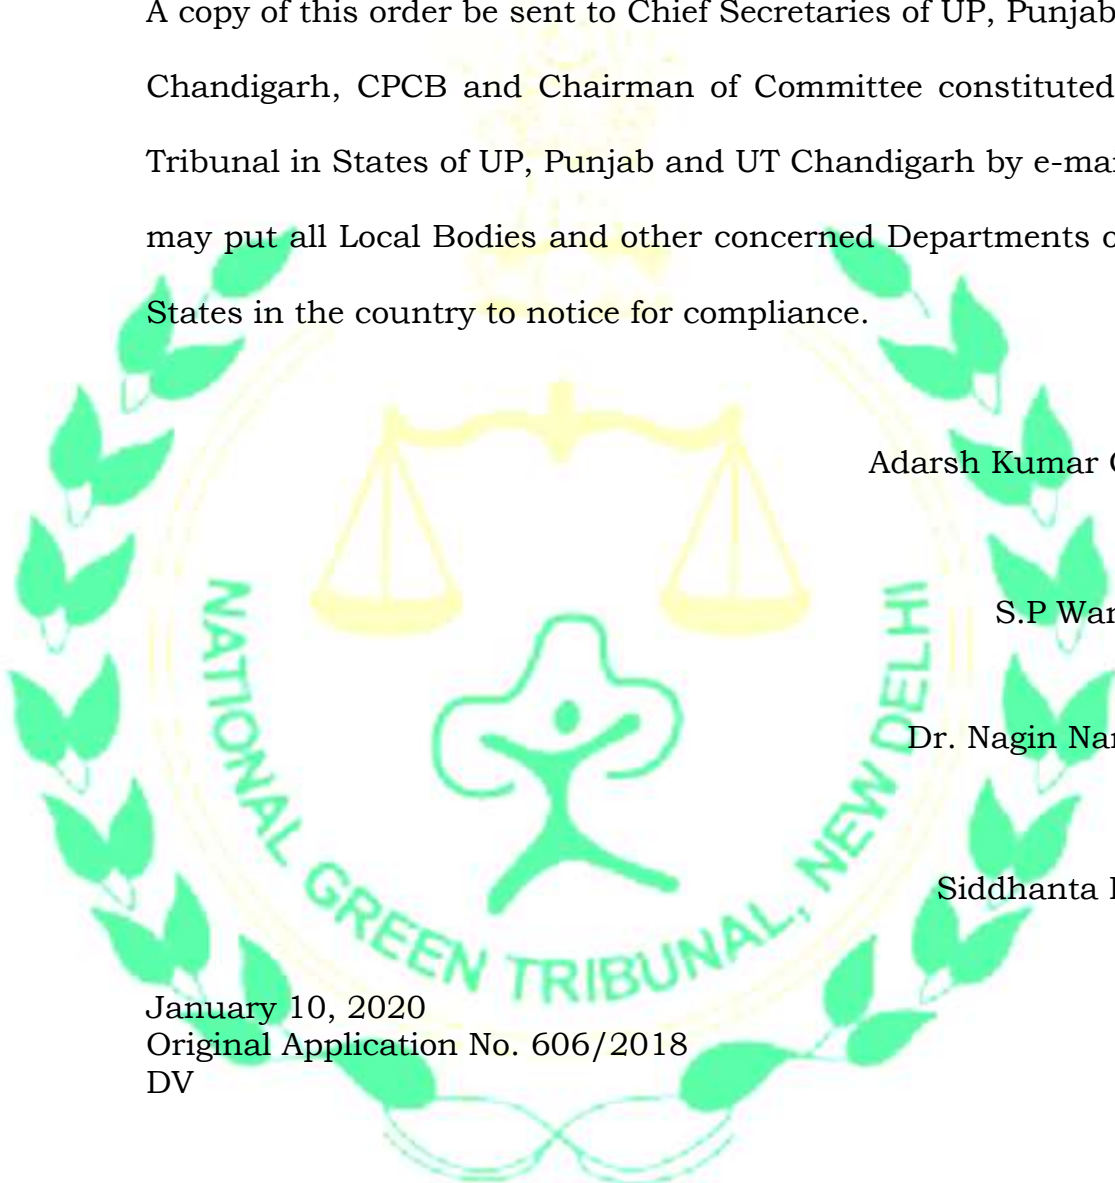 A copy of this order be sent to Chief Secretaries of UP, Punjab
Chandigarh, CPCB and Chairman of Committee constituted
Tribunal in States of UP, Punjab and UT Chandigarh by e-mai
may put all Local Bodies and other concerned Departments o
States in the country to notice for compliance.
Adarsh Kumar G
S.P Wan
Dr. Nagin Nan
Siddhanta D
NATIONAL GREEN TRIBUNAL, NEW DELHI
January 10, 2020
Original Application No. 606/2018
DV